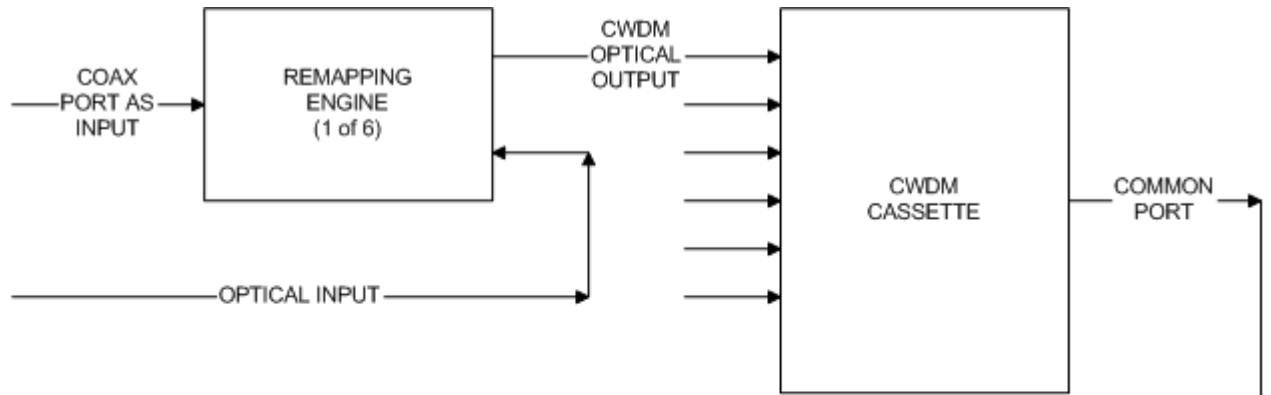 COAX
PORT AS
INPUT
REMAPPING
ENGINE
(1 of 6)
CWDM
OPTICAL
OUTPUT
OPTICAL INPUT
CWDM
CASSETTE
COMMON
PORT